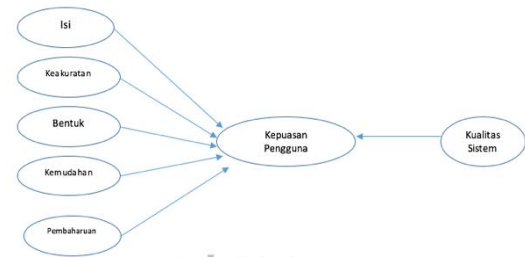 Isi
Keakuratan
Bentuk
Kemudahan
Pembaharuan
Kepuasan
Pengguna
Kualitas
Sistem